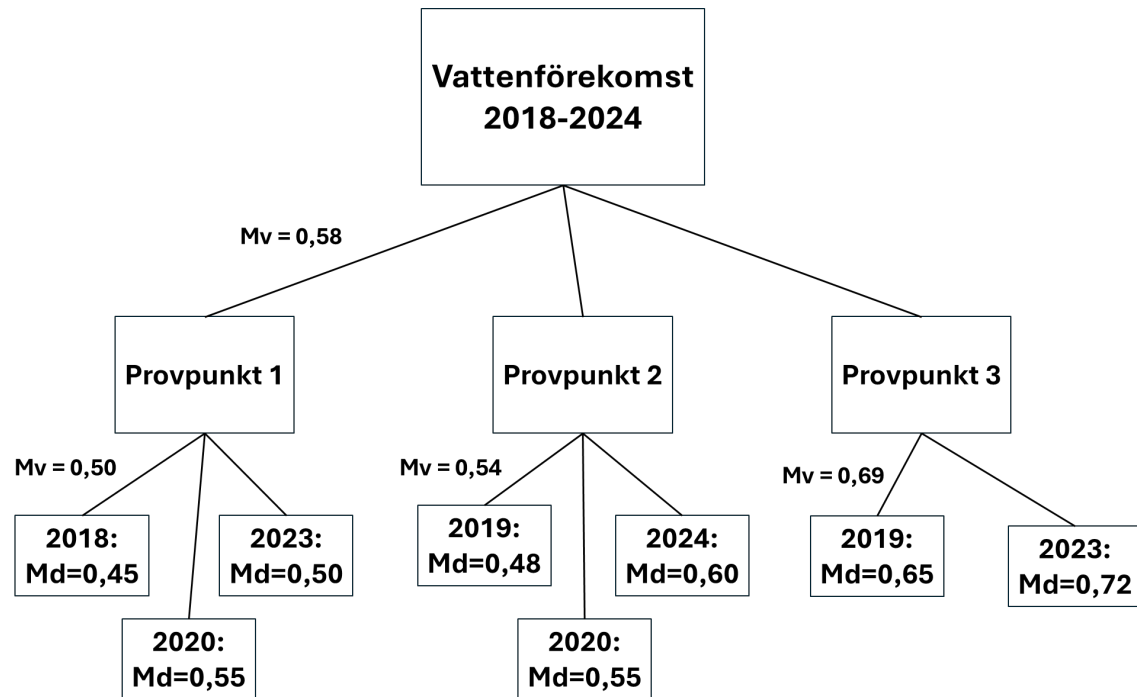 Vattenförekomst
2018-2024
Mv = 0,58
Provpunkt 1
Provpunkt 2
Provpunkt 3
Mv = 0,50
Mv = 0,54
Mv = 0,69
2018:
Md=0,45
2023:
Md=0,50
2020:
Md=0,55
2019:
Md=0,48
2024:
Md=0,60
2020:
Md=0,55
2019:
Md=0,65
2023:
Md=0,72